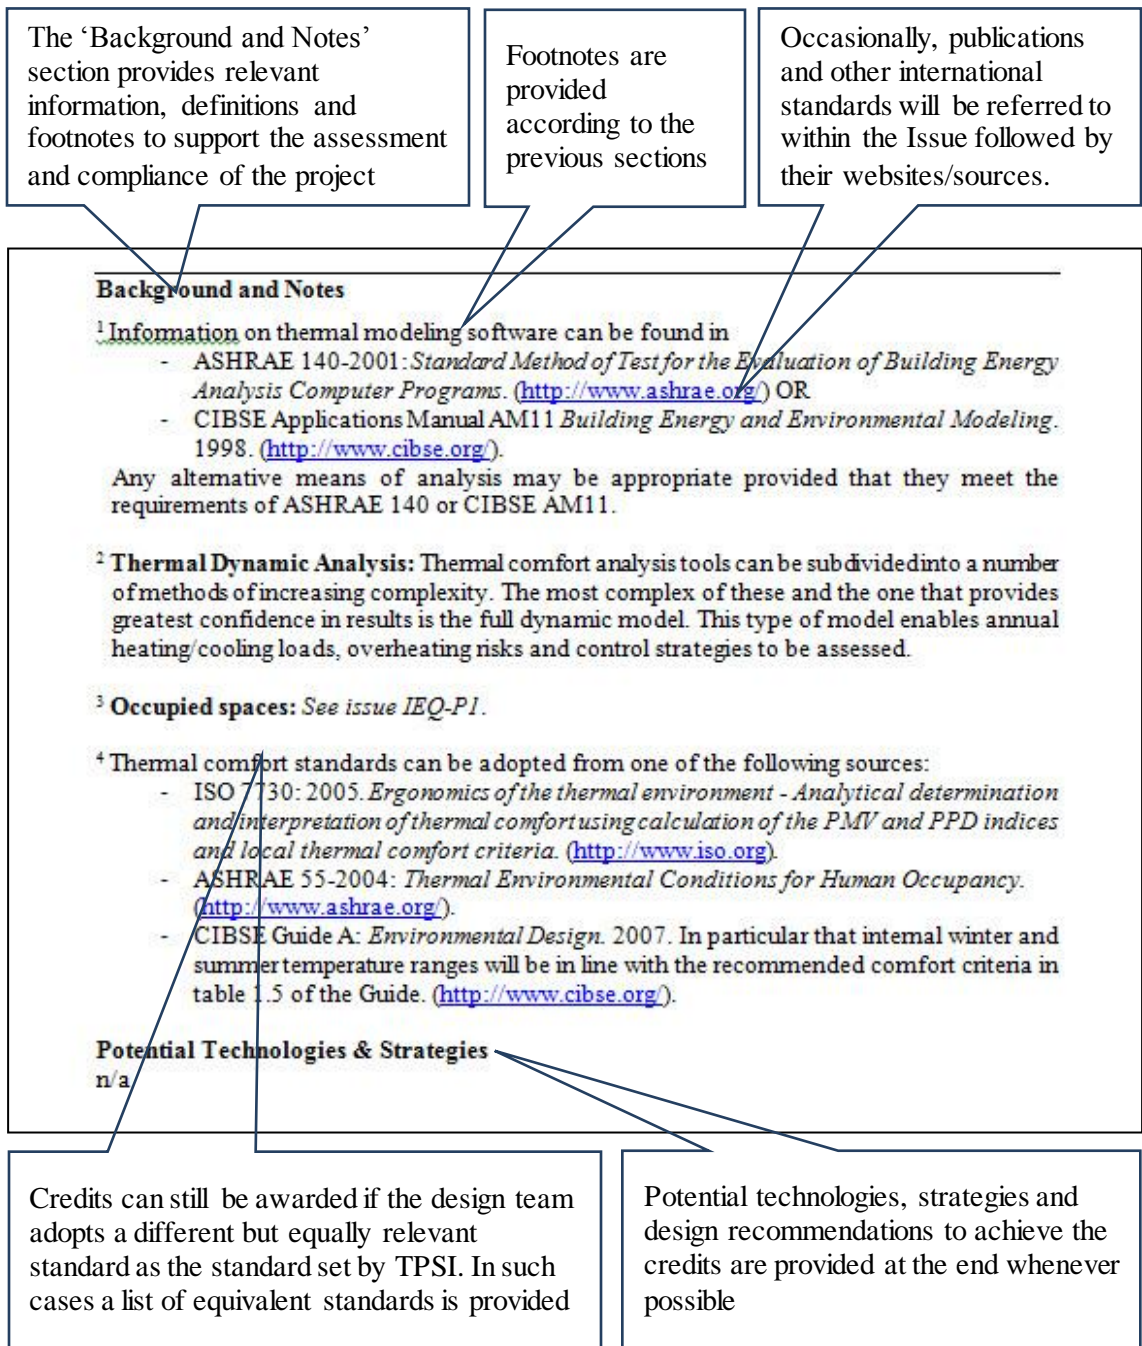 The ‘Background and Notes’
section provides relevant
information, definitions and
footnotes to support the assessment
and compliance of the project
Footnotes are
provided
according to the
previous sections
Occasionally, publications
and other international
standards will be referred to
within the Issue followed by
their websites/sources.
Background and Notes
1 Information on thermal modeling software can be found in
- ASHRAE 140-2001: Standard Method of Test for the Evaluation of Building Energy
Analysis Computer Programs. (http://www.ashrae.org/) OR
- CIBSE Applications Manual AM11 Building Energy and Environmental Modeling.
1998. (http://www.cibse.org/).
Any alternative means of analysis may be appropriate provided that they meet the
requirements of ASHRAE 140 or CIBSE AM11.
2 Thermal Dynamic Analysis: Thermal comfort analysis tools can be subdivided into a number
of methods of increasing complexity. The most complex of these and the one that provides
greatest confidence in results is the full dynamic model. This type of model enables annual
heating/cooling loads, overheating risks and control strategies to be assessed.
3 Occupied spaces: See issue IEQ-P1.
4 Thermal comfort standards can be adopted from one of the following sources:
- ISO 7730: 2005. Ergonomics of the thermal environment - Analytical determination
and interpretation of thermal comfort using calculation of the PMV and PPD indices
and local thermal comfort criteria. (http://www.iso.org).
- ASHRAE 55-2004: Thermal Environmental Conditions for Human Occupancy.
(http://www.ashrae.org/).
- CIBSE Guide A: Environmental Design. 2007. In particular that internal winter and
summer temperature ranges will be in line with the recommended comfort criteria in
table 1.5 of the Guide. (http://www.cibse.org/).
Potential Technologies & Strategies
n/a
Credits can still be awarded if the design team
adopts a different but equally relevant
standard as the standard set by TPSI. In such
cases a list of equivalent standards is provided
Potential technologies, strategies and
design recommendations to achieve the
credits are provided at the end whenever
possible